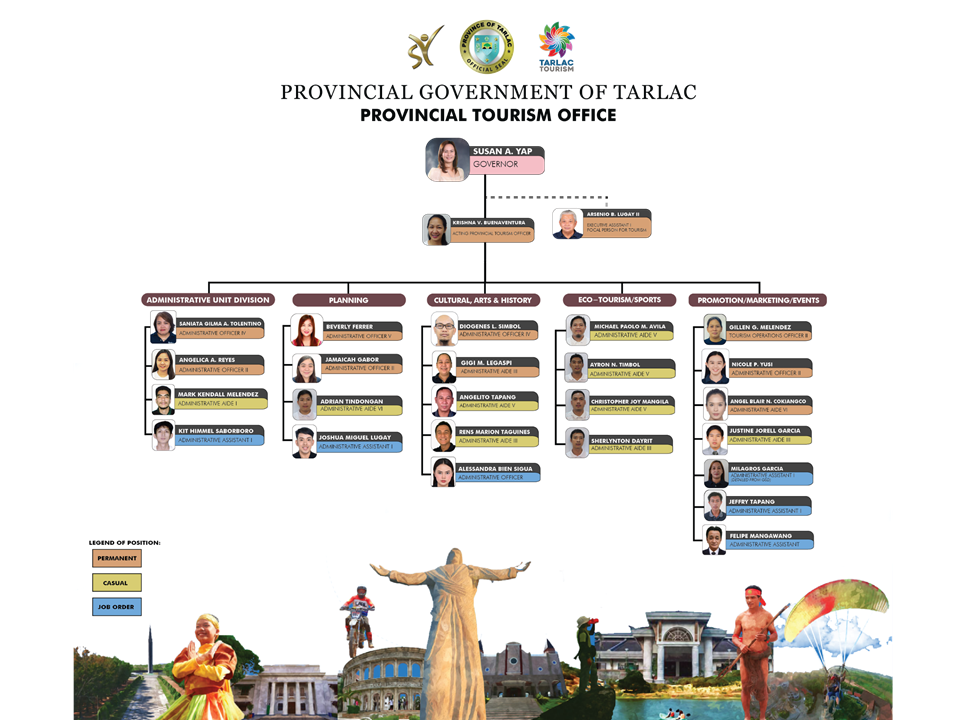 SY
PROVINCE OF TARLAC
OFFICIAL SEAL
TARLAC
TOURISM
PROVINCIAL GOVERNMENT OF TARLAC
PROVINCIAL TOURISM OFFICE
SUSAN A. YAP
GOVERNOR
KRISHNA V. BUENAVENTURA
ACTING PROVINCIAL TOURISM OFFICER
ARSENIO B. LUGAY II
EXECUTIVE ASSISTANT I
FOCAL PERSON FOR TOURISM
ADMINISTRATIVE UNIT DIVISION
SANIATA GILMA A. TOLENTINO
ADMINISTRATIVE OFFICER IV
ANGELICA A. REYES
ADMINISTRATIVE OFFICER II
MARK KENDALL MELENDEZ
ADMINISTRATIVE AIDE I
KIT HIMMEL SABORBORO
ADMINISTRATIVE ASSISTANT I
PLANNING
BEVERLY FERRER
ADMINISTRATIVE OFFICER V
JAMAICAH GABOR
ADMINISTRATIVE OFFICER II
ADRIAN TINDONGAN
ADMINISTRATIVE AIDE VII
JOSHUA MIGUEL LUGAY
ADMINISTRATIVE ASSISTANT I
CULTURAL, ARTS & HISTORY
DIOGENES L. SIMBOL
ADMINISTRATIVE OFFICER IV
GIGI M. LEGASPI
ADMINISTRATIVE AIDE III
ANGELITO TAPANG
ADMINISTRATIVE AIDE V
RENS MARION TAGUINES
ADMINISTRATIVE AIDE III
ALESSANDRA BIEN SIGUA
ADMINISTRATIVE OFFICER
ECO-TOURISM/SPORTS
MICHAEL PAOLO M. AVILA
ADMINISTRATIVE AIDE V
AYRON N. TIMBOL
ADMINISTRATIVE AIDE V
CHRISTOPHER JOY MANGILA
ADMINISTRATIVE AIDE V
SHERLYNTON DAYRIT
ADMINISTRATIVE AIDE III
PROMOTION/MARKETING/EVENTS
GILLEN G. MELENDEZ
TOURISM OPERATIONS OFFICER II
NICOLE P. YUSI
ADMINISTRATIVE OFFICER II
ANGEL BLAIR N. COKIANGCO
ADMINISTRATIVE AIDE VI
JUSTINE JORELL GARCIA
ADMINISTRATIVE AIDE III
MILAGROS GARCIA
ADMINISTRATIVE ASSISTANT I
JEFFRY TAPANG
ADMINISTRATIVE ASSISTANT I
FELIPE MANGAWANG
ADMINISTRATIVE ASSISTANT
LEGEND OF POSITION:
PERMANENT
CASUAL
JOB ORDER